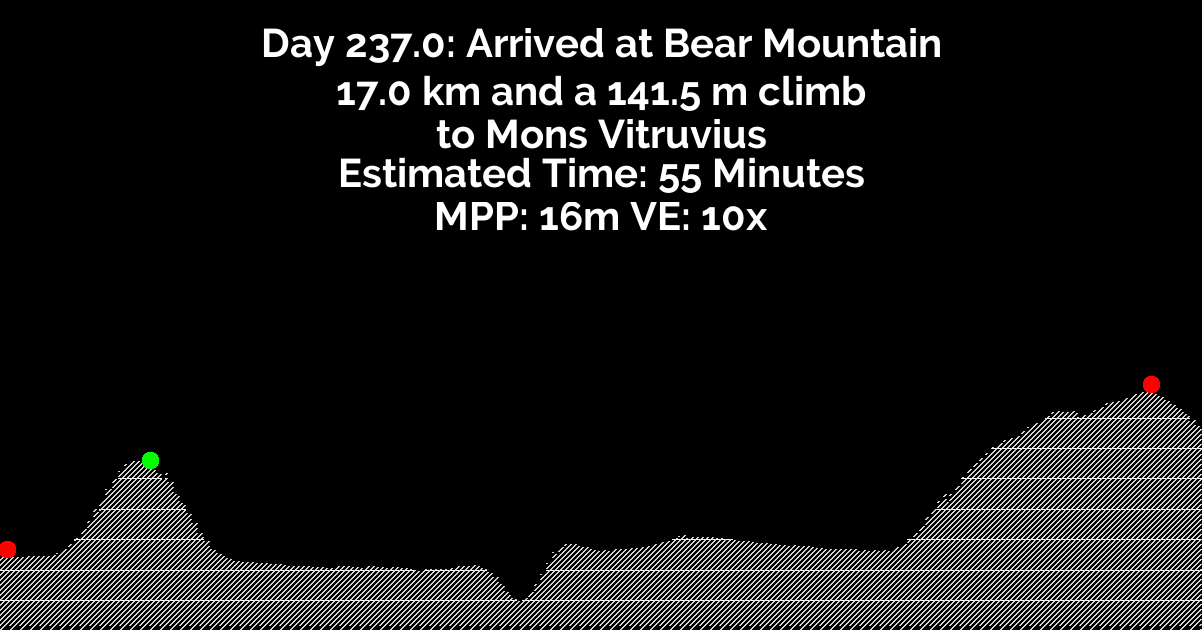 Day 237.0: Arrived at Bear Mountain
17.0 km and a 141.5 m climb
to Mons Vitruvius
Estimated Time: 55 Minutes
MPP: 16m VE: 10x